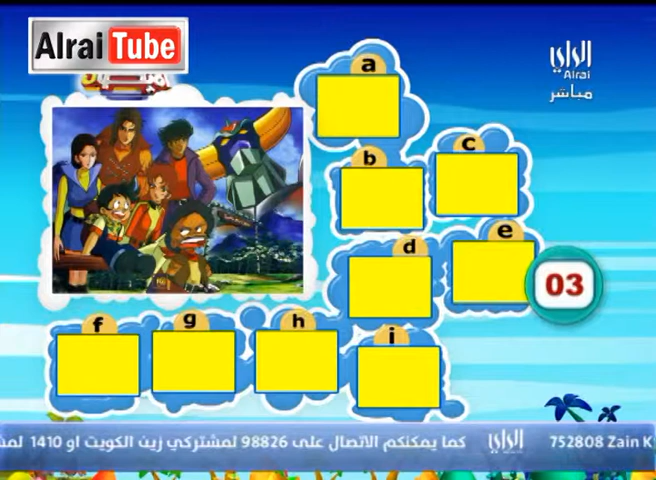 Alrai Tube
الراي
Alrai
مباشر
a
b
c
d
e
03
f
g
h
i
كما يمكنكم الاتصال على 98826 لمشتركي زين الكويت او 1410
الراي
752808 Zain K